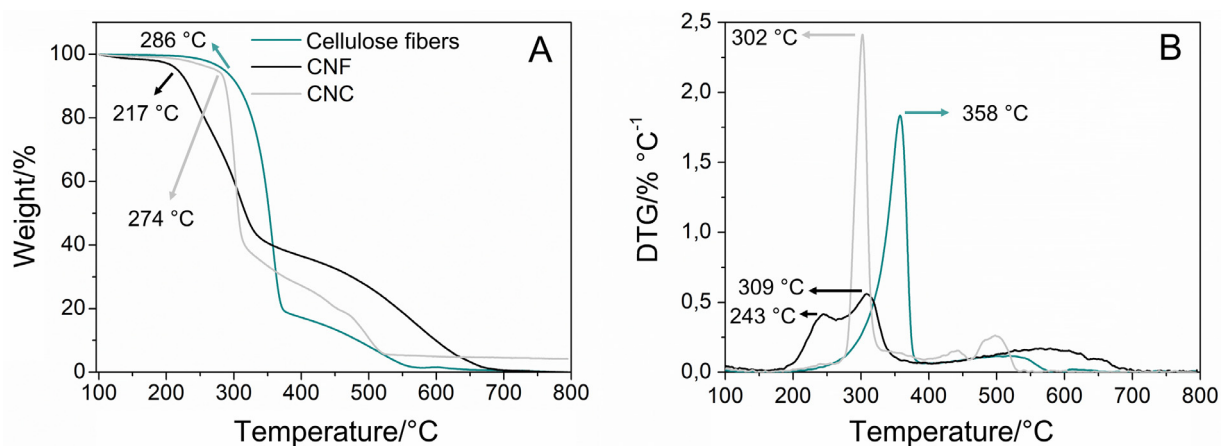 A
286 °C
Cellulose fibers
CNF
CNC
217 °C
274 °C
Weight/%
100
80
60
40
20
0
100 200 300 400 500 600 700 800
Temperature/°C
B
302 °C
358 °C
309 °C
243 °C
DTG/% °C⁻¹
2,5
2,0
1,5
1,0
0,5
0,0
100 200 300 400 500 600 700 800
Temperature/°C